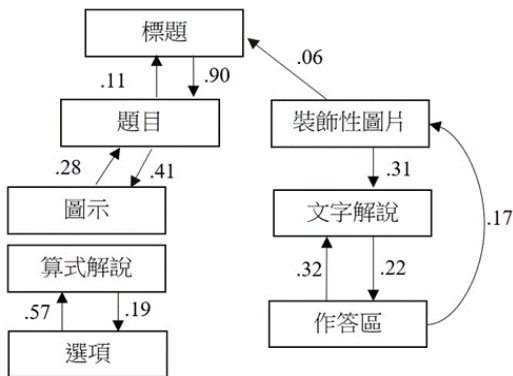 標題
.06
.11
.90
題目
裝飾性圖片
.28
.41
.31
圖示
文字解說
.17
算式解說
.32
.22
.57
.19
作答區
選項